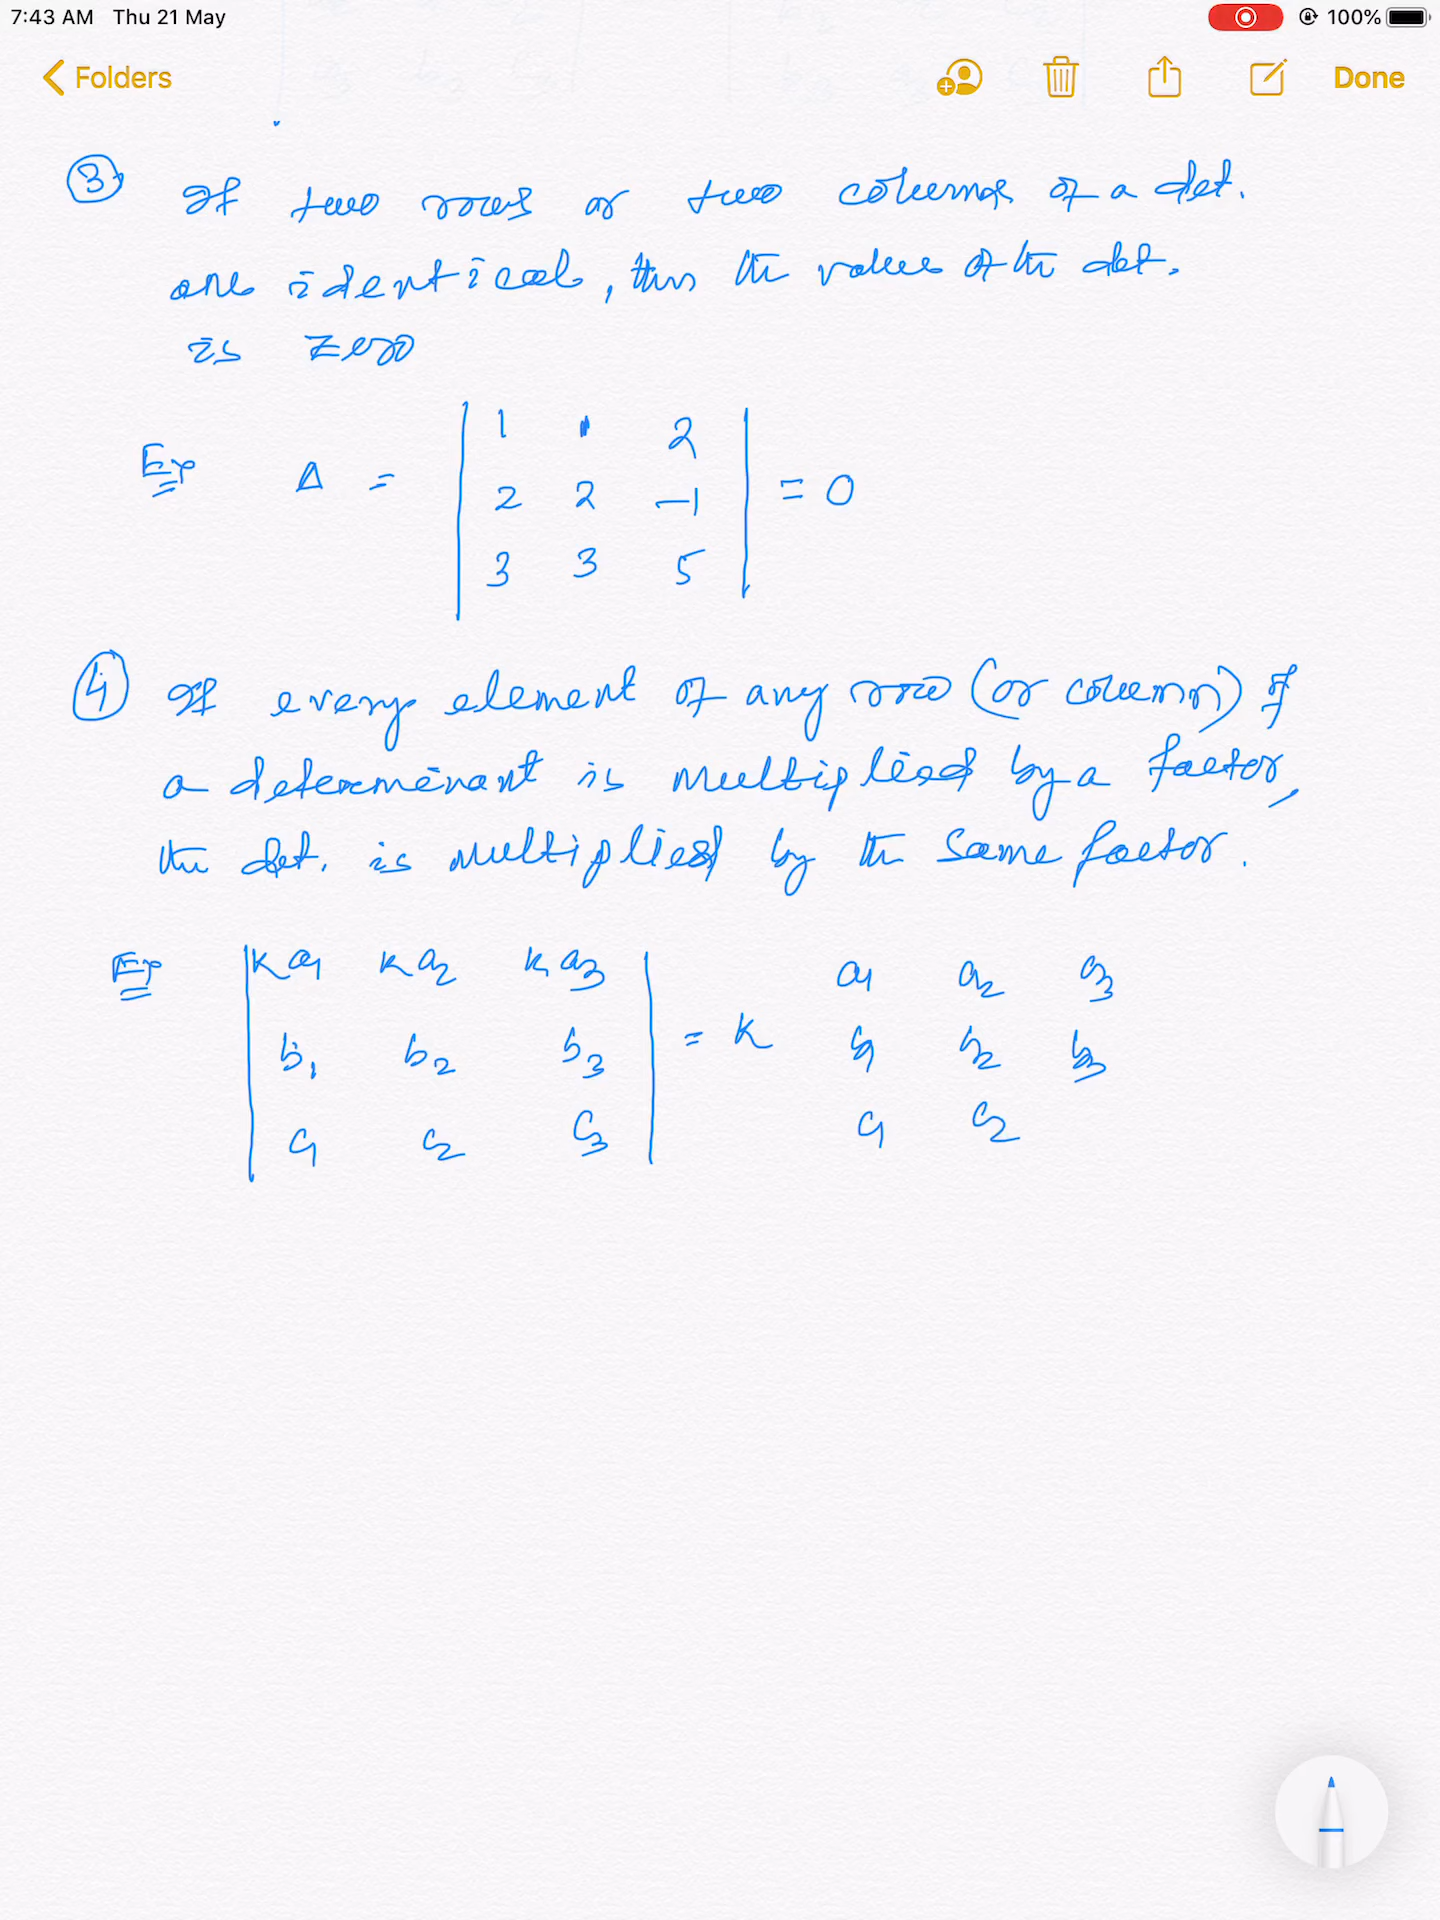 7:43 AM Thu 21 May 100%
Folders Done
③ If two rows or two columns of a det.
are identical, then the value of the det.
is zero
Ex Δ = | 1 1 2 |
| 2 2 -1 | = 0
| 3 3 5 |
④ If every element of any row (or column) of
a determinant is multiplied by a factor,
the det. is multiplied by the same factor.
Ex | ka1 ka2 ka3 | a1 a2 a3
| b1 b2 b3 | = k b1 b2 b3
| c1 c2 c3 | c1 c2